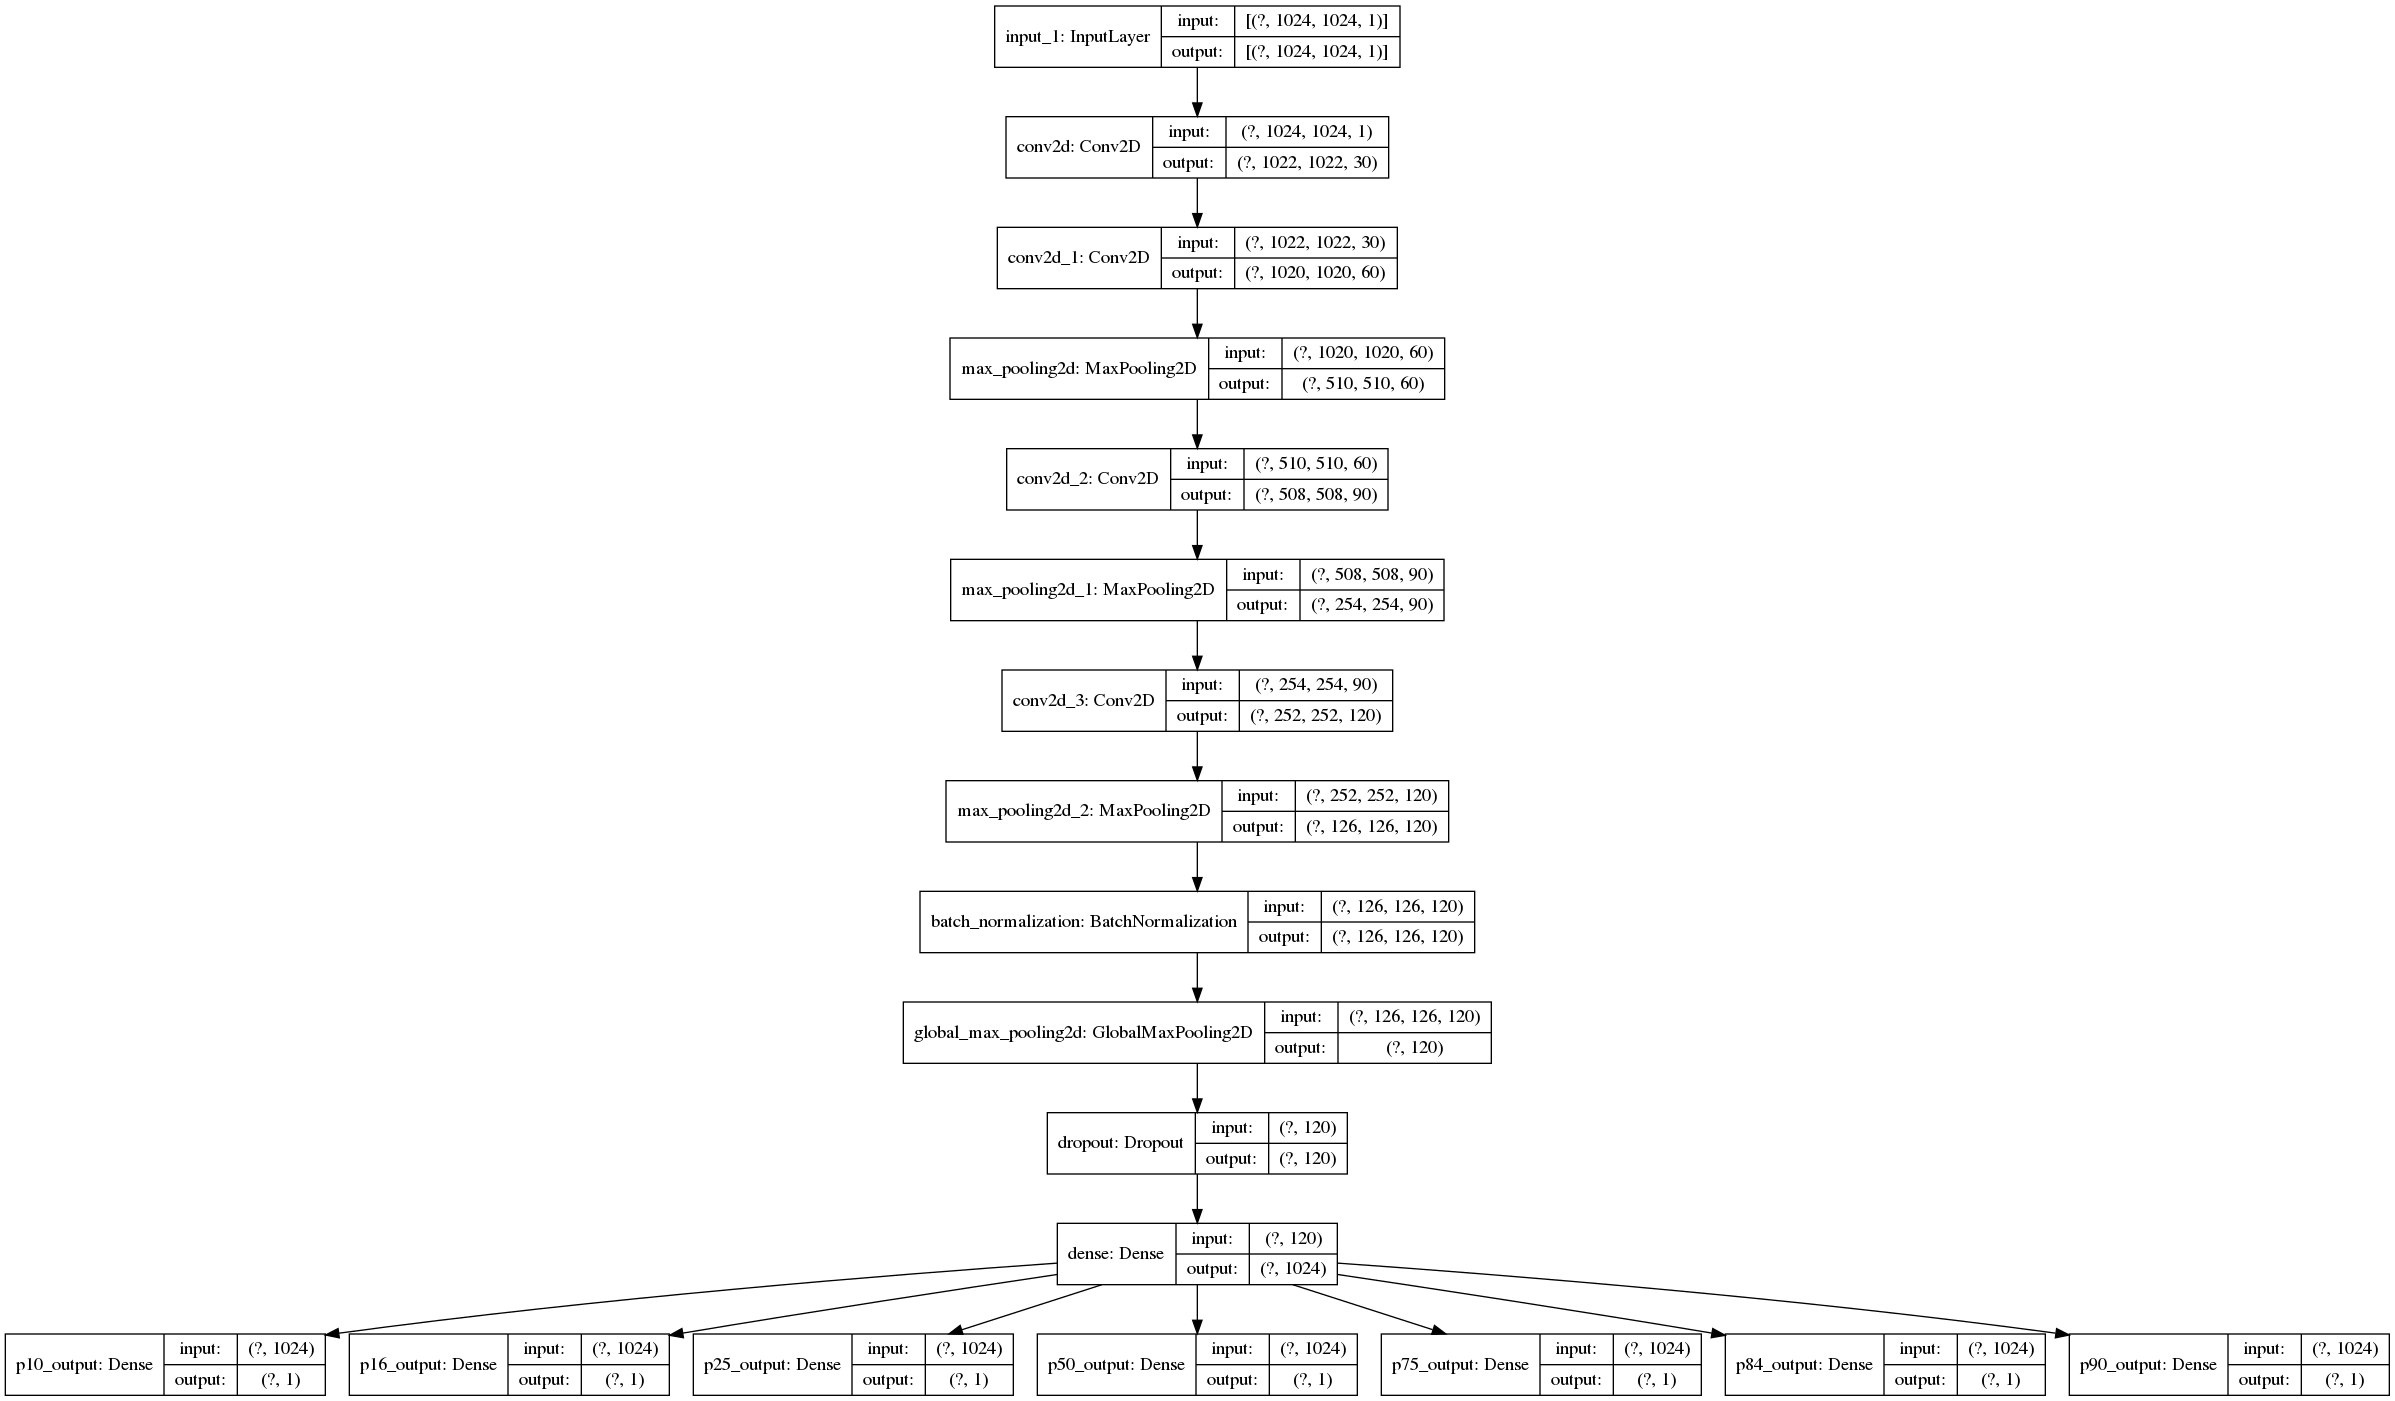 input_1: InputLayer
input: [(?, 1024, 1024, 1)]
output: [(?, 1024, 1024, 1)]
conv2d: Conv2D
input: (?, 1024, 1024, 1)
output: (?, 1022, 1022, 30)
conv2d_1: Conv2D
input: (?, 1022, 1022, 30)
output: (?, 1020, 1020, 60)
max_pooling2d: MaxPooling2D
input: (?, 1020, 1020, 60)
output: (?, 510, 510, 60)
conv2d_2: Conv2D
input: (?, 510, 510, 60)
output: (?, 508, 508, 90)
max_pooling2d_1: MaxPooling2D
input: (?, 508, 508, 90)
output: (?, 254, 254, 90)
conv2d_3: Conv2D
input: (?, 254, 254, 90)
output: (?, 252, 252, 120)
max_pooling2d_2: MaxPooling2D
input: (?, 252, 252, 120)
output: (?, 126, 126, 120)
batch_normalization: BatchNormalization
input: (?, 126, 126, 120)
output: (?, 126, 126, 120)
global_max_pooling2d: GlobalMaxPooling2D
input: (?, 126, 126, 120)
output: (?, 120)
dropout: Dropout
input: (?, 120)
output: (?, 120)
dense: Dense
input: (?, 120)
output: (?, 1024)
p10_output: Dense
input: (?, 1024)
output: (?, 1)
p16_output: Dense
input: (?, 1024)
output: (?, 1)
p25_output: Dense
input: (?, 1024)
output: (?, 1)
p50_output: Dense
input: (?, 1024)
output: (?, 1)
p75_output: Dense
input: (?, 1024)
output: (?, 1)
p84_output: Dense
input: (?, 1024)
output: (?, 1)
p90_output: Dense
input: (?, 1024)
output: (?, 1)